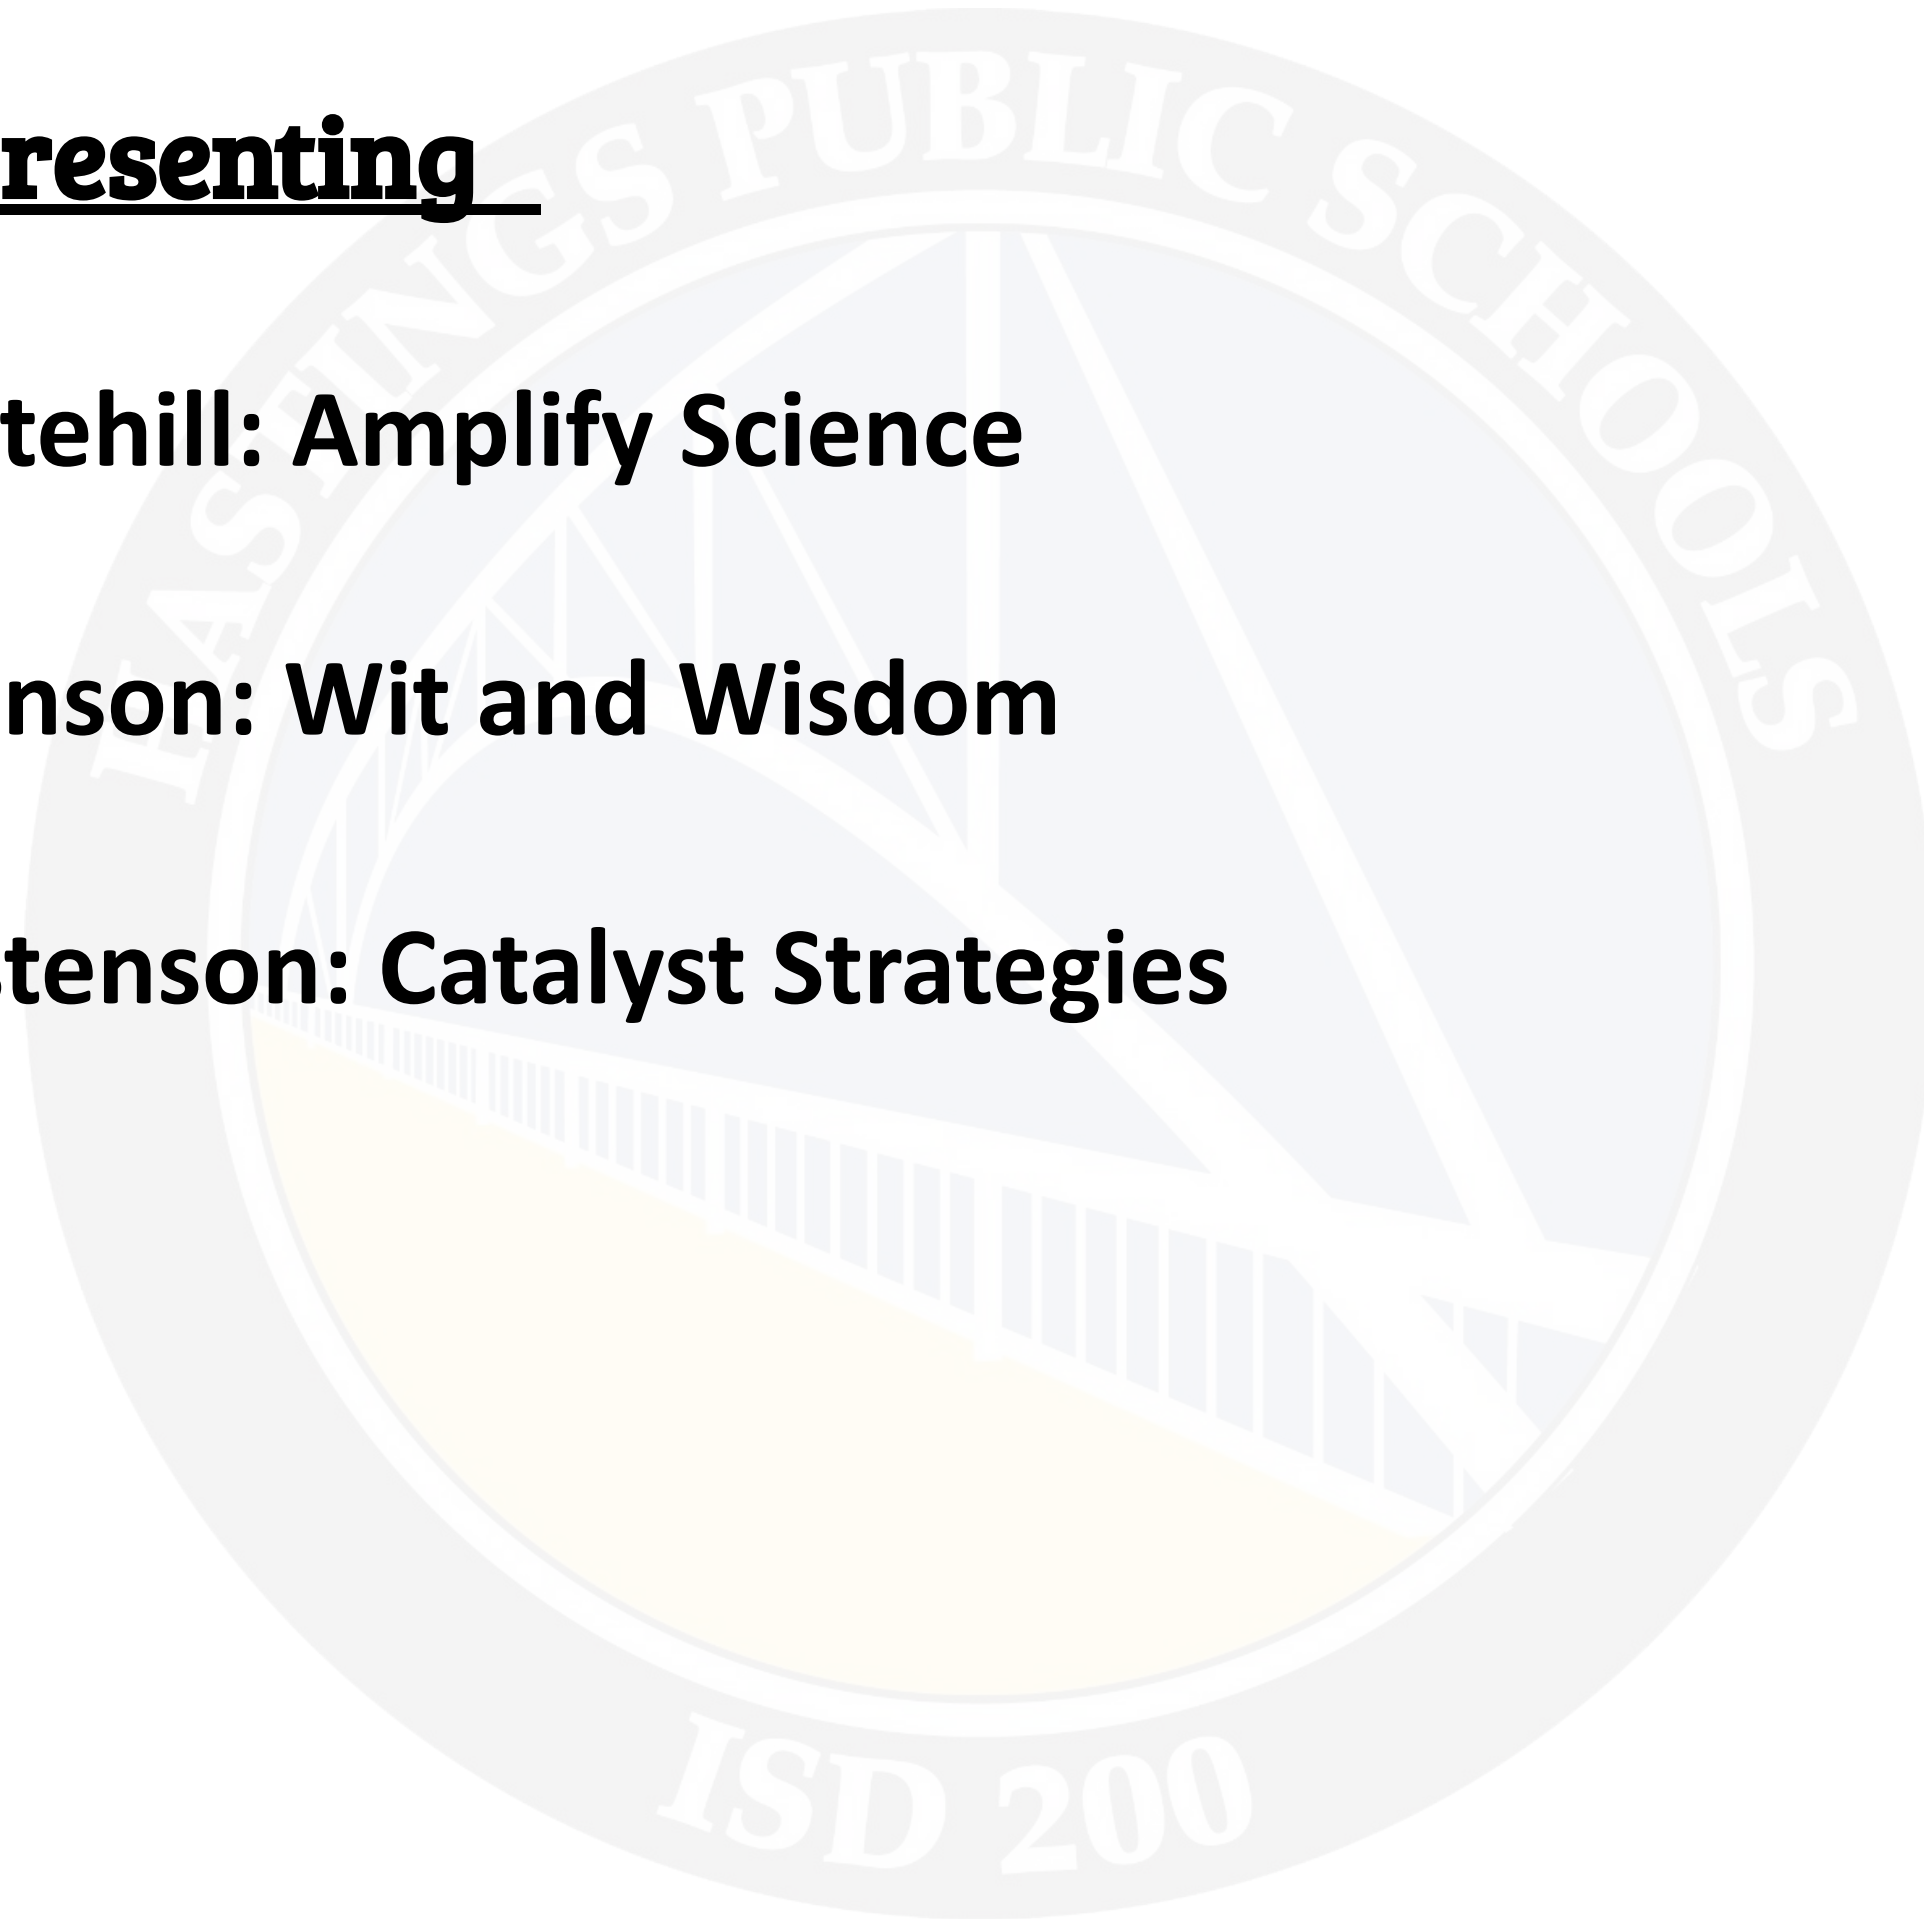 HASTINGS PUBLIC SCHOOLS
resenting
tehill: Amplify Science
nson: Wit and Wisdom
tenson: Catalyst Strategies
ISD 200